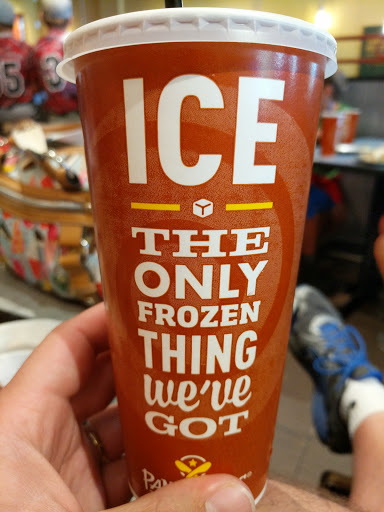 ICE
THE
ONLY
FROZEN
THING
we've
GOT